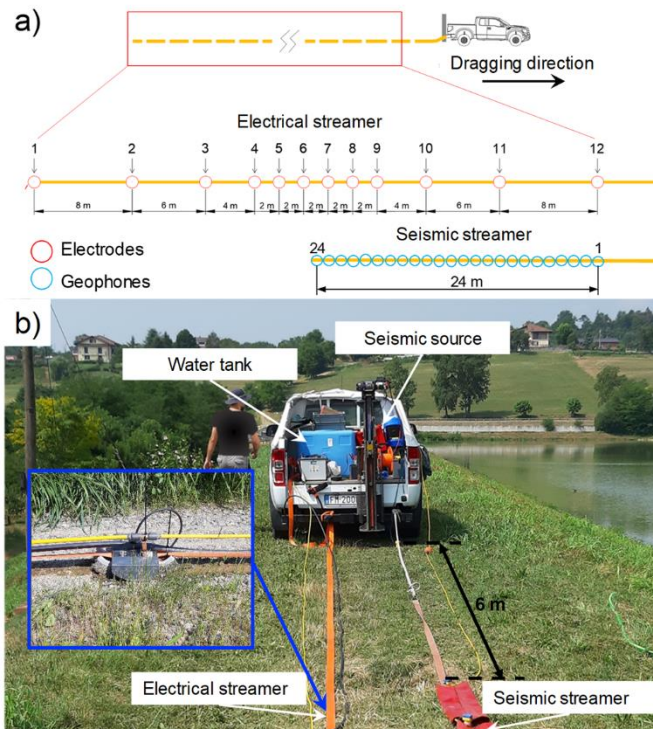 a)
Dragging direction
Electrical streamer
1 2 3 4 5 6 7 8 9 10 11 12
8 m 6 m 4 m 2 m 2 m 2 m 2 m 2 m 4 m 6 m 8 m
Electrodes
Geophones
Seismic streamer
24 1
24 m
b)
Water tank
Seismic source
6 m
Electrical streamer
Seismic streamer